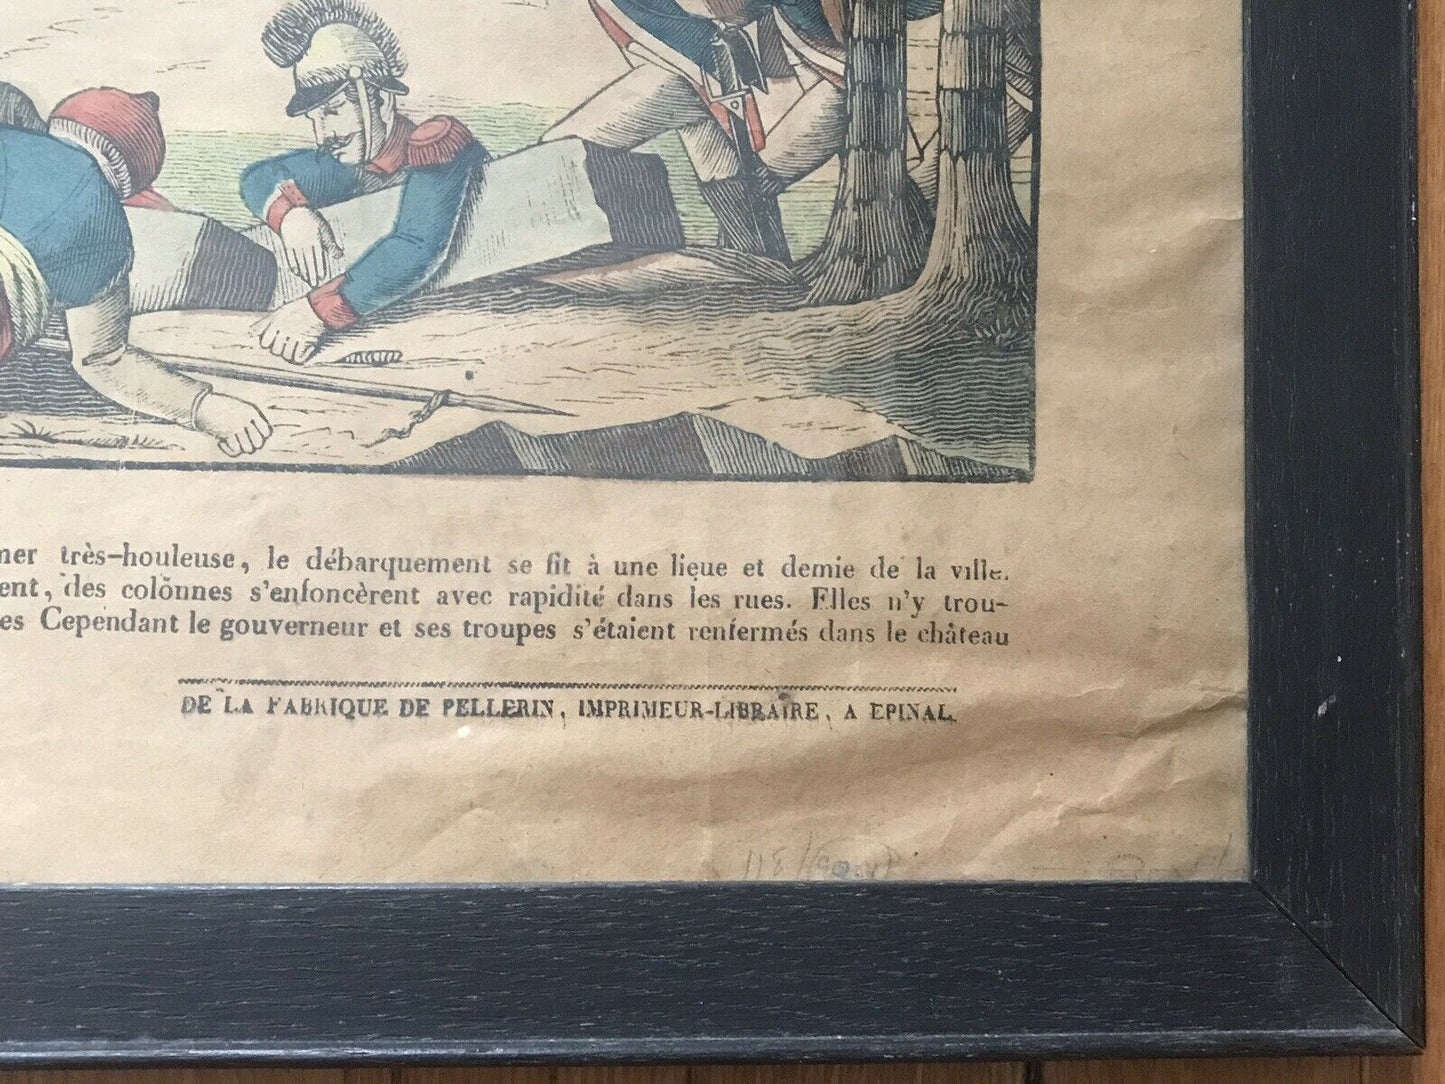 mer très-houleuse, le débarquement se fit à une lieue et demie de la ville.
ent, des colonnes s'enfoncèrent avec rapidité dans les rues. Elles n'y trou-
es Cependant le gouverneur et ses troupes s'étaient renfermés dans le château
DE LA FABRIQUE DE PELLERIN, IMPRIMEUR-LIBRAIRE, A EPINAL.